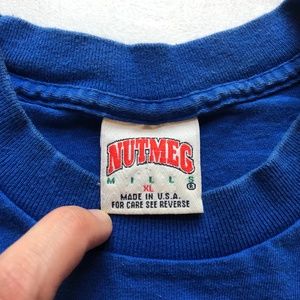 NUTMEG
MILLS ®
XL
MADE IN U.S.A.
FOR CARE SEE REVERSE